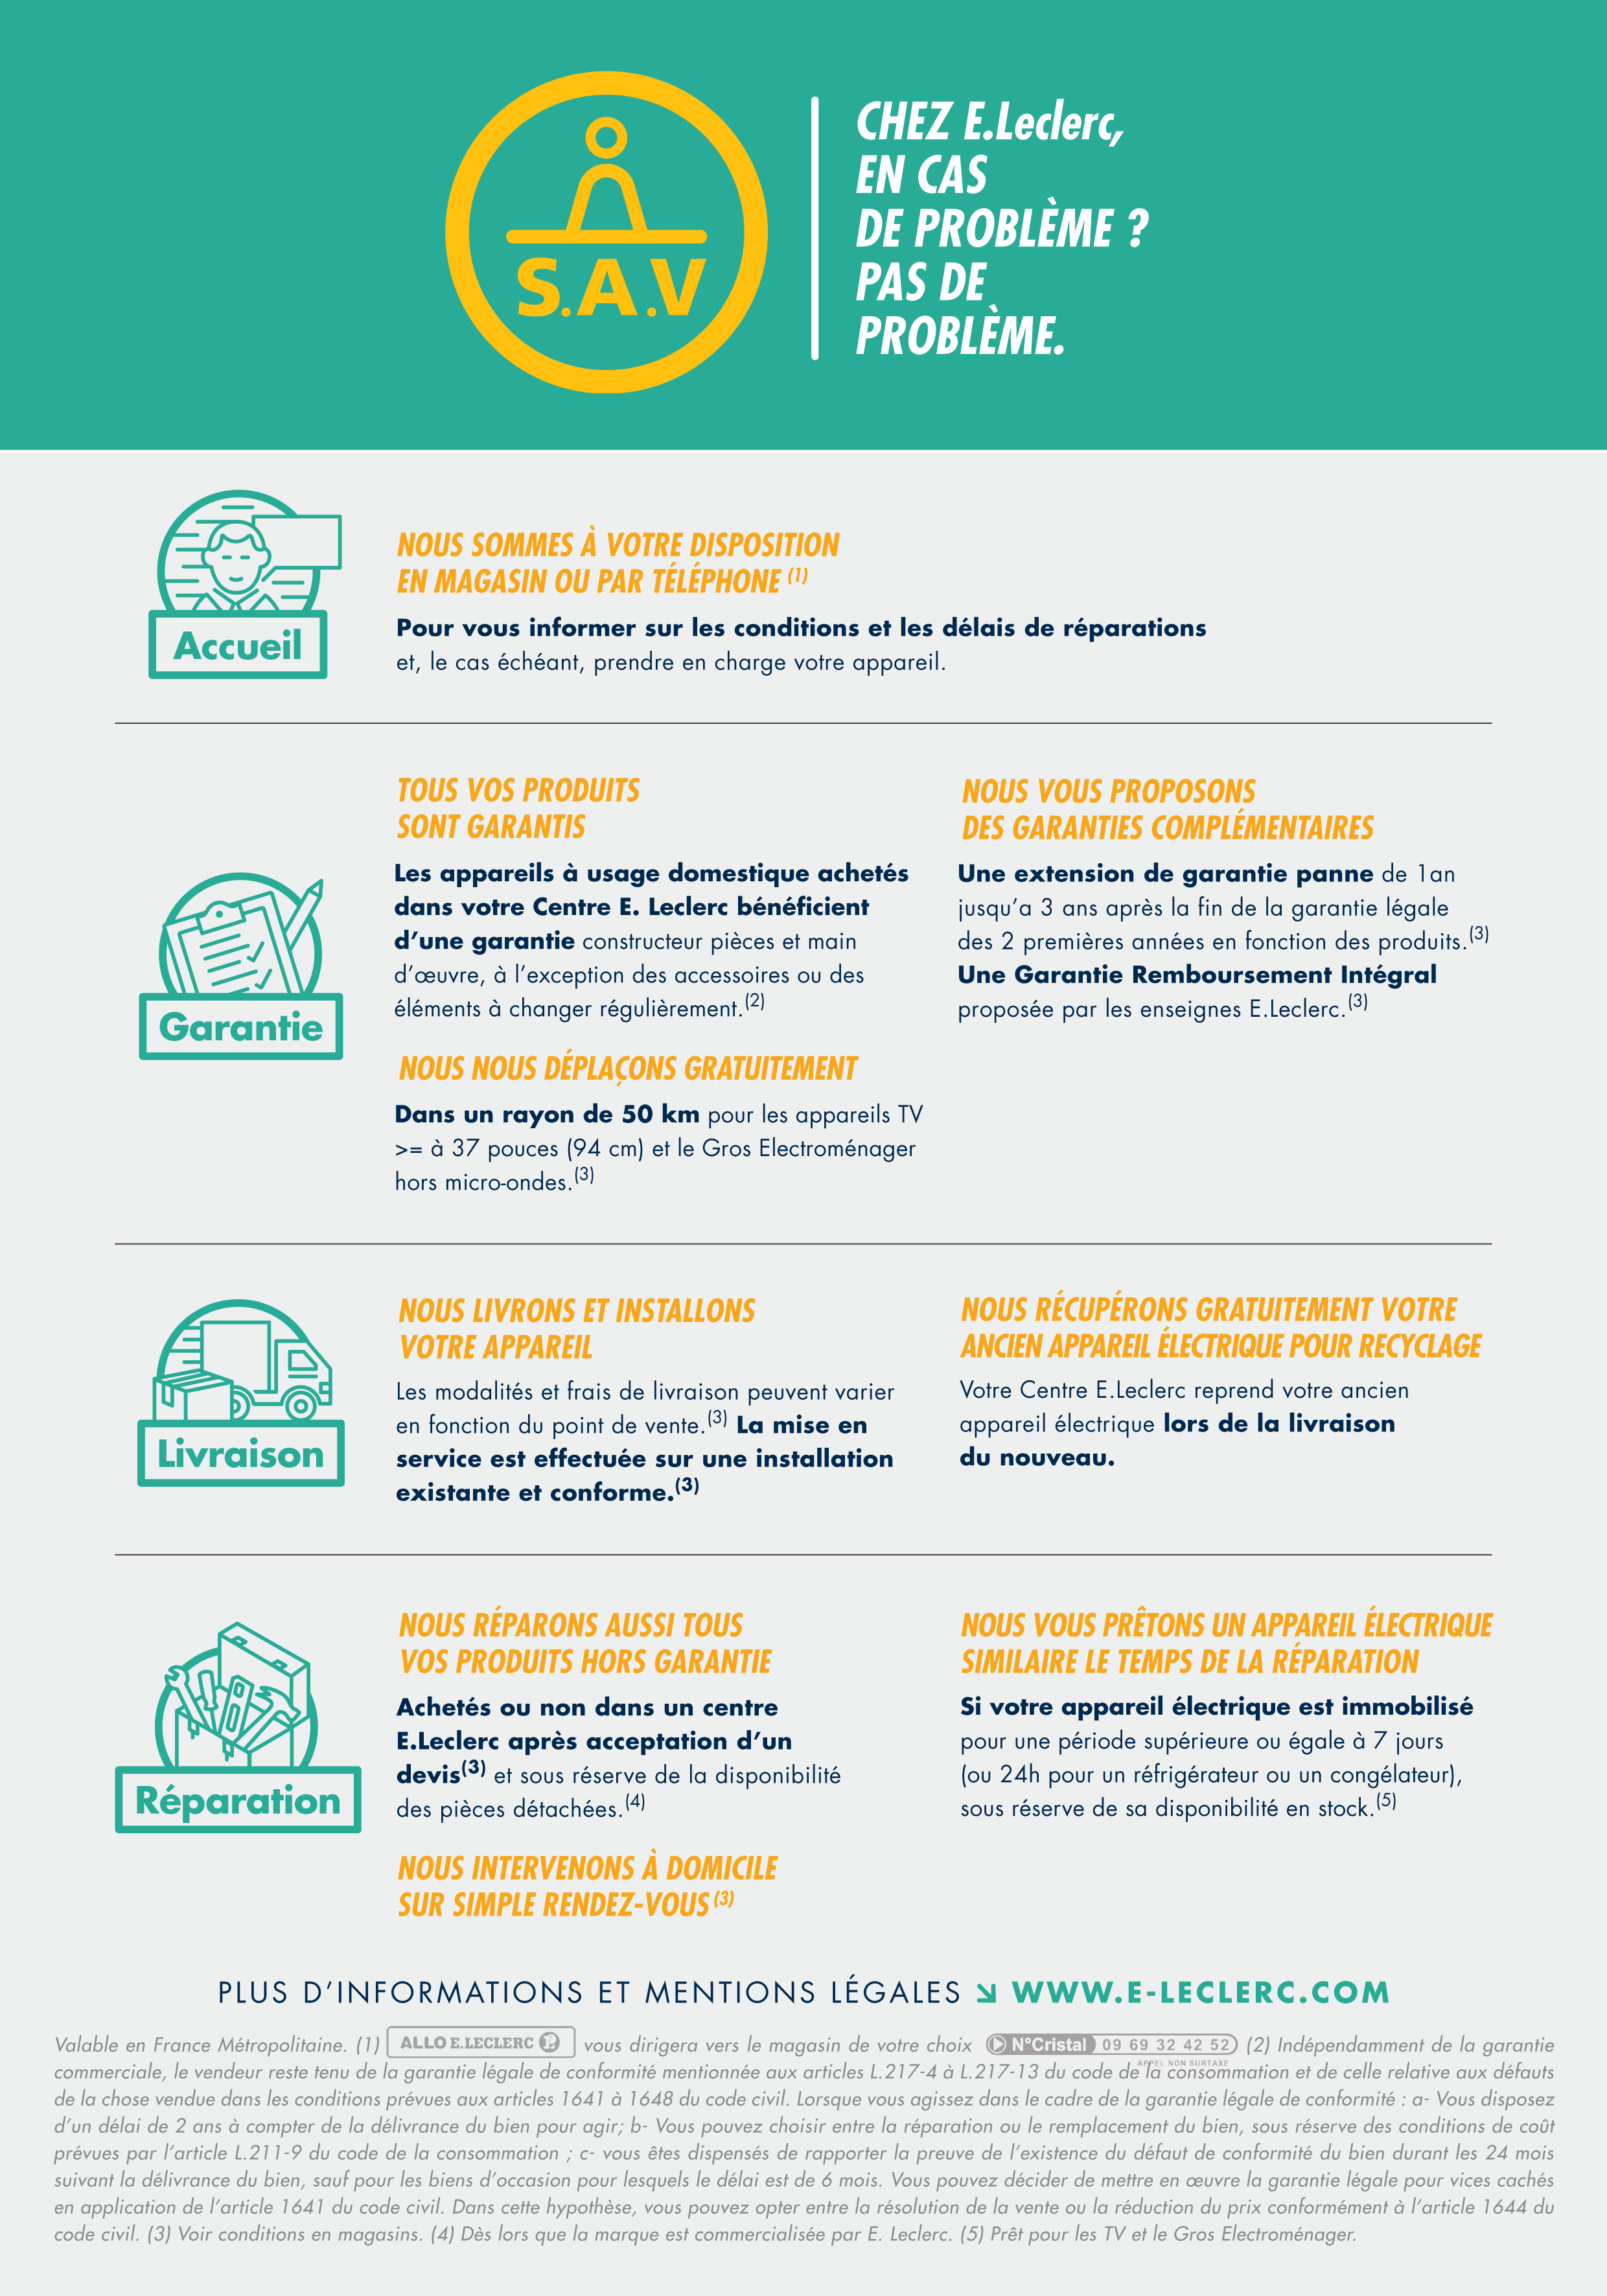 S.A.V
CHEZ E.Leclerc,
EN CAS
DE PROBLÈME ?
PAS DE
PROBLÈME.
Accueil
NOUS SOMMES À VOTRE DISPOSITION
EN MAGASIN OU PAR TÉLÉPHONE (1)
Pour vous informer sur les conditions et les délais de réparations
et, le cas échéant, prendre en charge votre appareil.
Garantie
TOUS VOS PRODUITS
SONT GARANTIS
Les appareils à usage domestique achetés
dans votre Centre E. Leclerc bénéficient
d’une garantie constructeur pièces et main
d’œuvre, à l’exception des accessoires ou des
éléments à changer régulièrement.(2)
NOUS NOUS DÉPLAÇONS GRATUITEMENT
Dans un rayon de 50 km pour les appareils TV
>= à 37 pouces (94 cm) et le Gros Electroménager
hors micro-ondes.(3)
NOUS VOUS PROPOSONS
DES GARANTIES COMPLÉMENTAIRES
Une extension de garantie panne de 1an
jusqu’a 3 ans après la fin de la garantie légale
des 2 premières années en fonction des produits.(3)
Une Garantie Remboursement Intégral
proposée par les enseignes E.Leclerc.(3)
Livraison
NOUS LIVRONS ET INSTALLONS
VOTRE APPAREIL
Les modalités et frais de livraison peuvent varier
en fonction du point de vente.(3) La mise en
service est effectuée sur une installation
existante et conforme.(3)
NOUS RÉCUPÉRONS GRATUITEMENT VOTRE
ANCIEN APPAREIL ÉLECTRIQUE POUR RECYCLAGE
Votre Centre E.Leclerc reprend votre ancien
appareil électrique lors de la livraison
du nouveau.
Réparation
NOUS RÉPARONS AUSSI TOUS
VOS PRODUITS HORS GARANTIE
Achetés ou non dans un centre
E.Leclerc après acceptation d’un
devis(3) et sous réserve de la disponibilité
des pièces détachées.(4)
NOUS INTERVENONS À DOMICILE
SUR SIMPLE RENDEZ-VOUS (3)
NOUS VOUS PRÊTONS UN APPAREIL ÉLECTRIQUE
SIMILAIRE LE TEMPS DE LA RÉPARATION
Si votre appareil électrique est immobilisé
pour une période supérieure ou égale à 7 jours
(ou 24h pour un réfrigérateur ou un congélateur),
sous réserve de sa disponibilité en stock.(5)
PLUS D’INFORMATIONS ET MENTIONS LÉGALES WWW.E-LECLERC.COM
Valable en France Métropolitaine. (1) ALLO E.LECLERC vous dirigera vers le magasin de votre choix N°Cristal 09 69 32 42 52 (2) Indépendamment de la garantie
APPEL NON SURTAXE
commerciale, le vendeur reste tenu de la garantie légale de conformité mentionnée aux articles L.217-4 à L.217-13 du code de la consommation et de celle relative aux défauts
de la chose vendue dans les conditions prévues aux articles 1641 à 1648 du code civil. Lorsque vous agissez dans le cadre de la garantie légale de conformité : a- Vous disposez
d’un délai de 2 ans à compter de la délivrance du bien pour agir; b- Vous pouvez choisir entre la réparation ou le remplacement du bien, sous réserve des conditions de coût
prévues par l’article L.211-9 du code de la consommation ; c- vous êtes dispensés de rapporter la preuve de l’existence du défaut de conformité du bien durant les 24 mois
suivant la délivrance du bien, sauf pour les biens d’occasion pour lesquels le délai est de 6 mois. Vous pouvez décider de mettre en œuvre la garantie légale pour vices cachés
en application de l’article 1641 du code civil. Dans cette hypothèse, vous pouvez opter entre la résolution de la vente ou la réduction du prix conformément à l’article 1644 du
code civil. (3) Voir conditions en magasins. (4) Dès lors que la marque est commercialisée par E. Leclerc. (5) Prêt pour les TV et le Gros Electroménager.